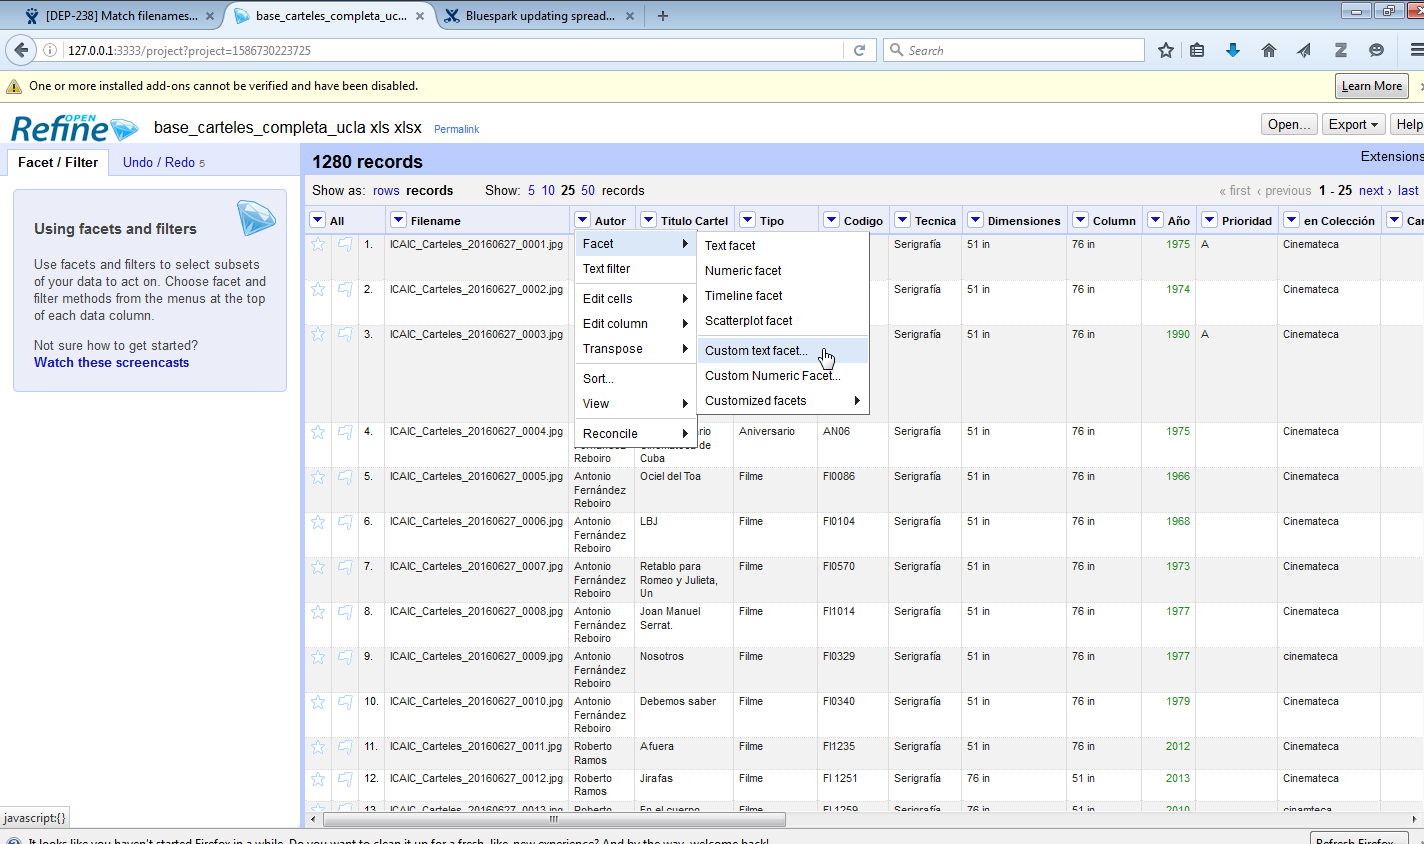 [DEP-238] Match filenames...
base_carteles_completa_uc...
Bluespark updating spread...
127.0.0.1:3333/project?project=1586730223725
Search
One or more installed add-ons cannot be verified and have been disabled.
Learn More
OPEN
Refine
base_carteles_completa_ucla xls xlsx
Permalink
Open...
Export
Help
Facet / Filter
Undo / Redo 5
1280 records
Extensions
Using facets and filters
Use facets and filters to select subsets
of your data to act on. Choose facet and
filter methods from the menus at the top
of each data column.
Not sure how to get started?
Watch these screencasts
Show as: rows records
Show: 5 10 25 50 records
« first ‹ previous 1 - 25 next › last
All Filename Autor Titulo Cartel Tipo Codigo Tecnica Dimensiones Column Año Prioridad en Colección Car
1. ICAIC_Carteles_20160627_0001.jpg Serigrafía 51 in 76 in 1975 A Cinemateca
2. ICAIC_Carteles_20160627_0002.jpg Serigrafía 51 in 76 in 1974 Cinemateca
3. ICAIC_Carteles_20160627_0003.jpg Serigrafía 51 in 76 in 1990 A Cinemateca
Facet
Text filter
Edit cells
Edit column
Transpose
Sort...
View
Reconcile
Text facet
Numeric facet
Timeline facet
Scatterplot facet
Custom text facet...
Custom Numeric Facet...
Customized facets
4. ICAIC_Carteles_20160627_0004.jpg ario Aniversario AN06 Serigrafía 51 in 76 in 1975 Cinemateca
de
Reboiro Cuba
5. ICAIC_Carteles_20160627_0005.jpg Antonio Ociel del Toa Filme FI0086 Serigrafía 51 in 76 in 1966 Cinemateca
Fernández
Reboiro
6. ICAIC_Carteles_20160627_0006.jpg Antonio LBJ Filme FI0104 Serigrafía 51 in 76 in 1968 Cinemateca
Fernández
Reboiro
7. ICAIC_Carteles_20160627_0007.jpg Antonio Retablo para Filme FI0570 Serigrafía 51 in 76 in 1973 Cinemateca
Fernández Romeo y Julieta,
Reboiro Un
8. ICAIC_Carteles_20160627_0008.jpg Antonio Joan Manuel Filme FI1014 Serigrafía 51 in 76 in 1977 Cinemateca
Fernández Serrat.
Reboiro
9. ICAIC_Carteles_20160627_0009.jpg Antonio Nosotros Filme FI0329 Serigrafía 51 in 76 in 1977 cinemateca
Fernández
Reboiro
10. ICAIC_Carteles_20160627_0010.jpg Antonio Debemos saber Filme FI0340 Serigrafía 51 in 76 in 1979 Cinemateca
Fernández
Reboiro
11. ICAIC_Carteles_20160627_0011.jpg Roberto Afuera Filme FI1235 Serigrafía 51 in 76 in 2012 Cinemateca
Ramos
12. ICAIC_Carteles_20160627_0012.jpg Roberto Jirafas Filme FI 1251 Serigrafía 76 in 51 in 2013 Cinemateca
Ramos
13. ICAIC_Carteles_20160627_0013.jpg Roberto En el cuerpo Filme FI 1259 Serigrafía 76 in 51 in 2010 cinamteca
javascript:{}
It looks like you haven't started Firefox in a while. Do you want to clean it up for a fresh, like-new experience? And by the way, welcome back!
Refresh Firefox...